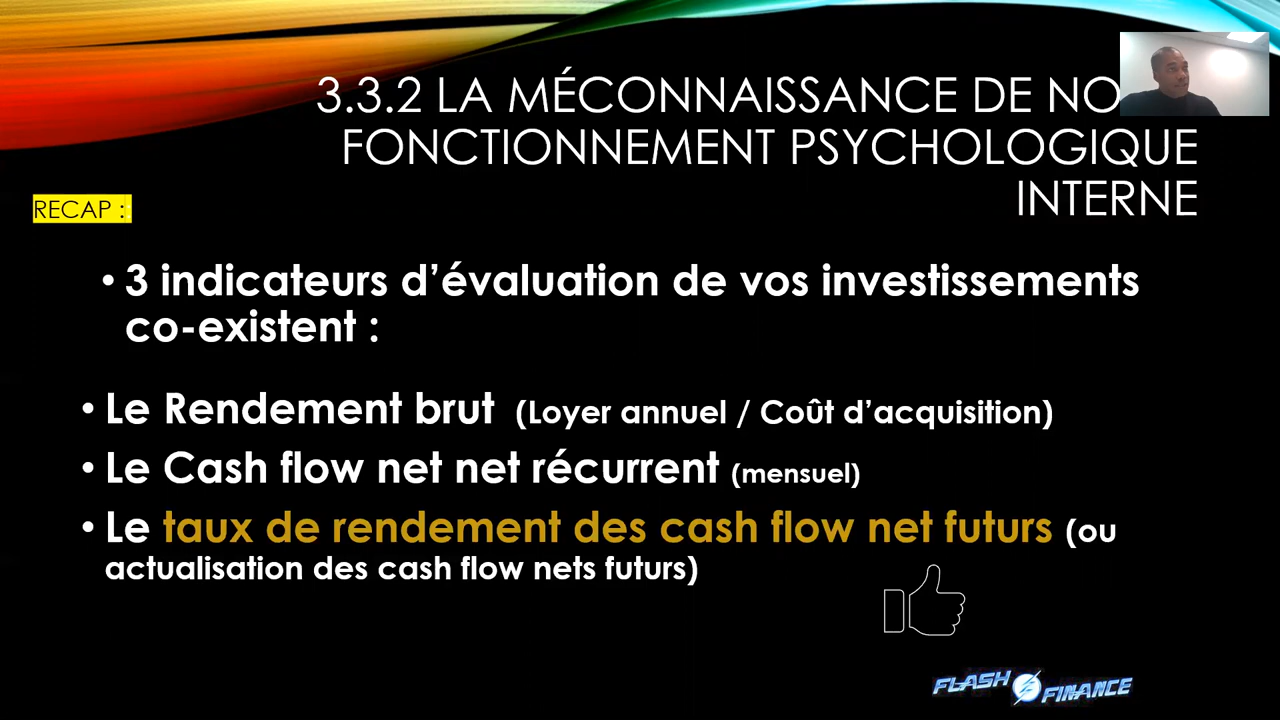 3.3.2 LA MÉCONNAISSANCE DE
FONCTIONNEMENT PSYCHOLOGIQUE
INTERNE
RECAP :
• 3 indicateurs d’évaluation de vos investissements
co-existent :
• Le Rendement brut (Loyer annuel / Coût d’acquisition)
• Le Cash flow net net récurrent (mensuel)
• Le taux de rendement des cash flow net futurs (ou
actualisation des cash flow nets futurs)
FLASH FINANCE